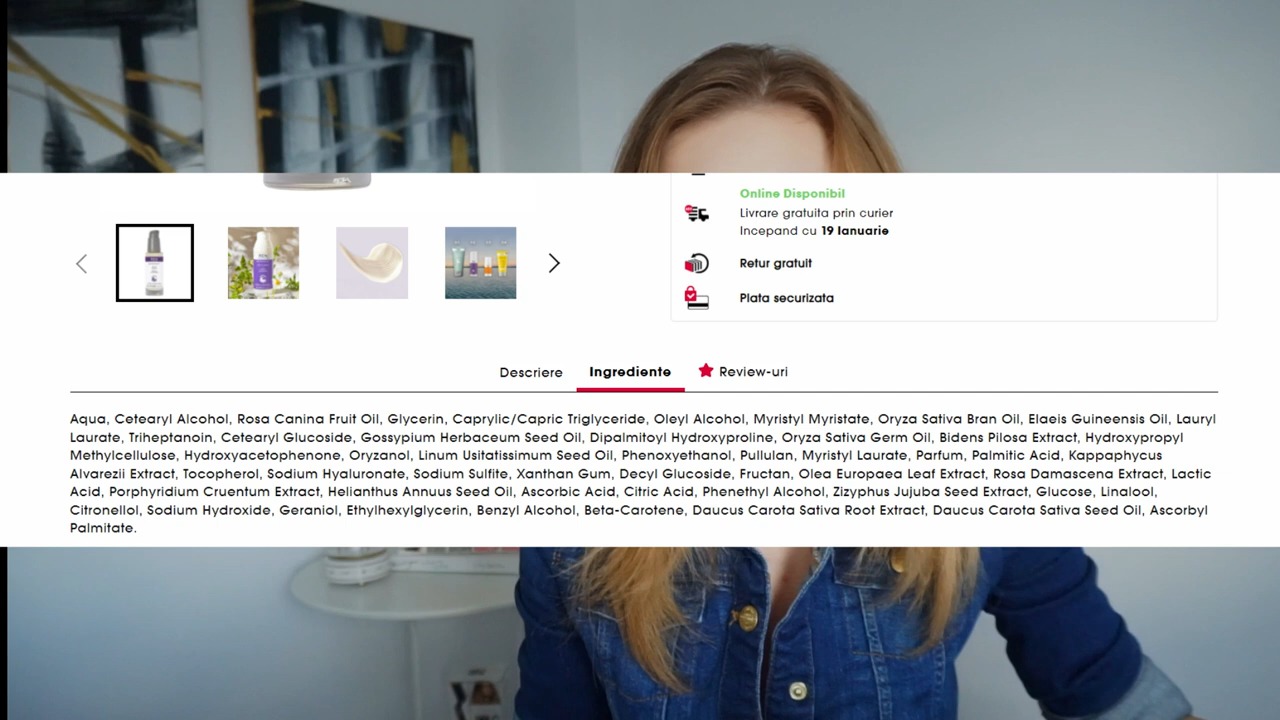 Online Disponibil
Livrare gratuita prin curier
Incepand cu 19 Ianuarie
Retur gratuit
Plata securizata
Descriere Ingrediente Review-uri
Aqua, Cetearyl Alcohol, Rosa Canina Fruit Oil, Glycerin, Caprylic/Capric Triglyceride, Oleyl Alcohol, Myristyl Myristate, Oryza Sativa Bran Oil, Elaeis Guineensis Oil, Lauryl
Laurate, Triheptanoin, Cetearyl Glucoside, Gossypium Herbaceum Seed Oil, Dipalmitoyl Hydroxyproline, Oryza Sativa Germ Oil, Bidens Pilosa Extract, Hydroxypropyl
Methylcellulose, Hydroxyacetophenone, Oryzanol, Linum Usitatissimum Seed Oil, Phenoxyethanol, Pullulan, Myristyl Laurate, Parfum, Palmitic Acid, Kappaphycus
Alvarezii Extract, Tocopherol, Sodium Hyaluronate, Sodium Sulfite, Xanthan Gum, Decyl Glucoside, Fructan, Olea Europaea Leaf Extract, Rosa Damascena Extract, Lactic
Acid, Porphyridium Cruentum Extract, Helianthus Annuus Seed Oil, Ascorbic Acid, Citric Acid, Phenethyl Alcohol, Zizyphus Jujuba Seed Extract, Glucose, Linalool,
Citronellol, Sodium Hydroxide, Geraniol, Ethylhexylglycerin, Benzyl Alcohol, Beta-Carotene, Daucus Carota Sativa Root Extract, Daucus Carota Sativa Seed Oil, Ascorbyl
Palmitate.